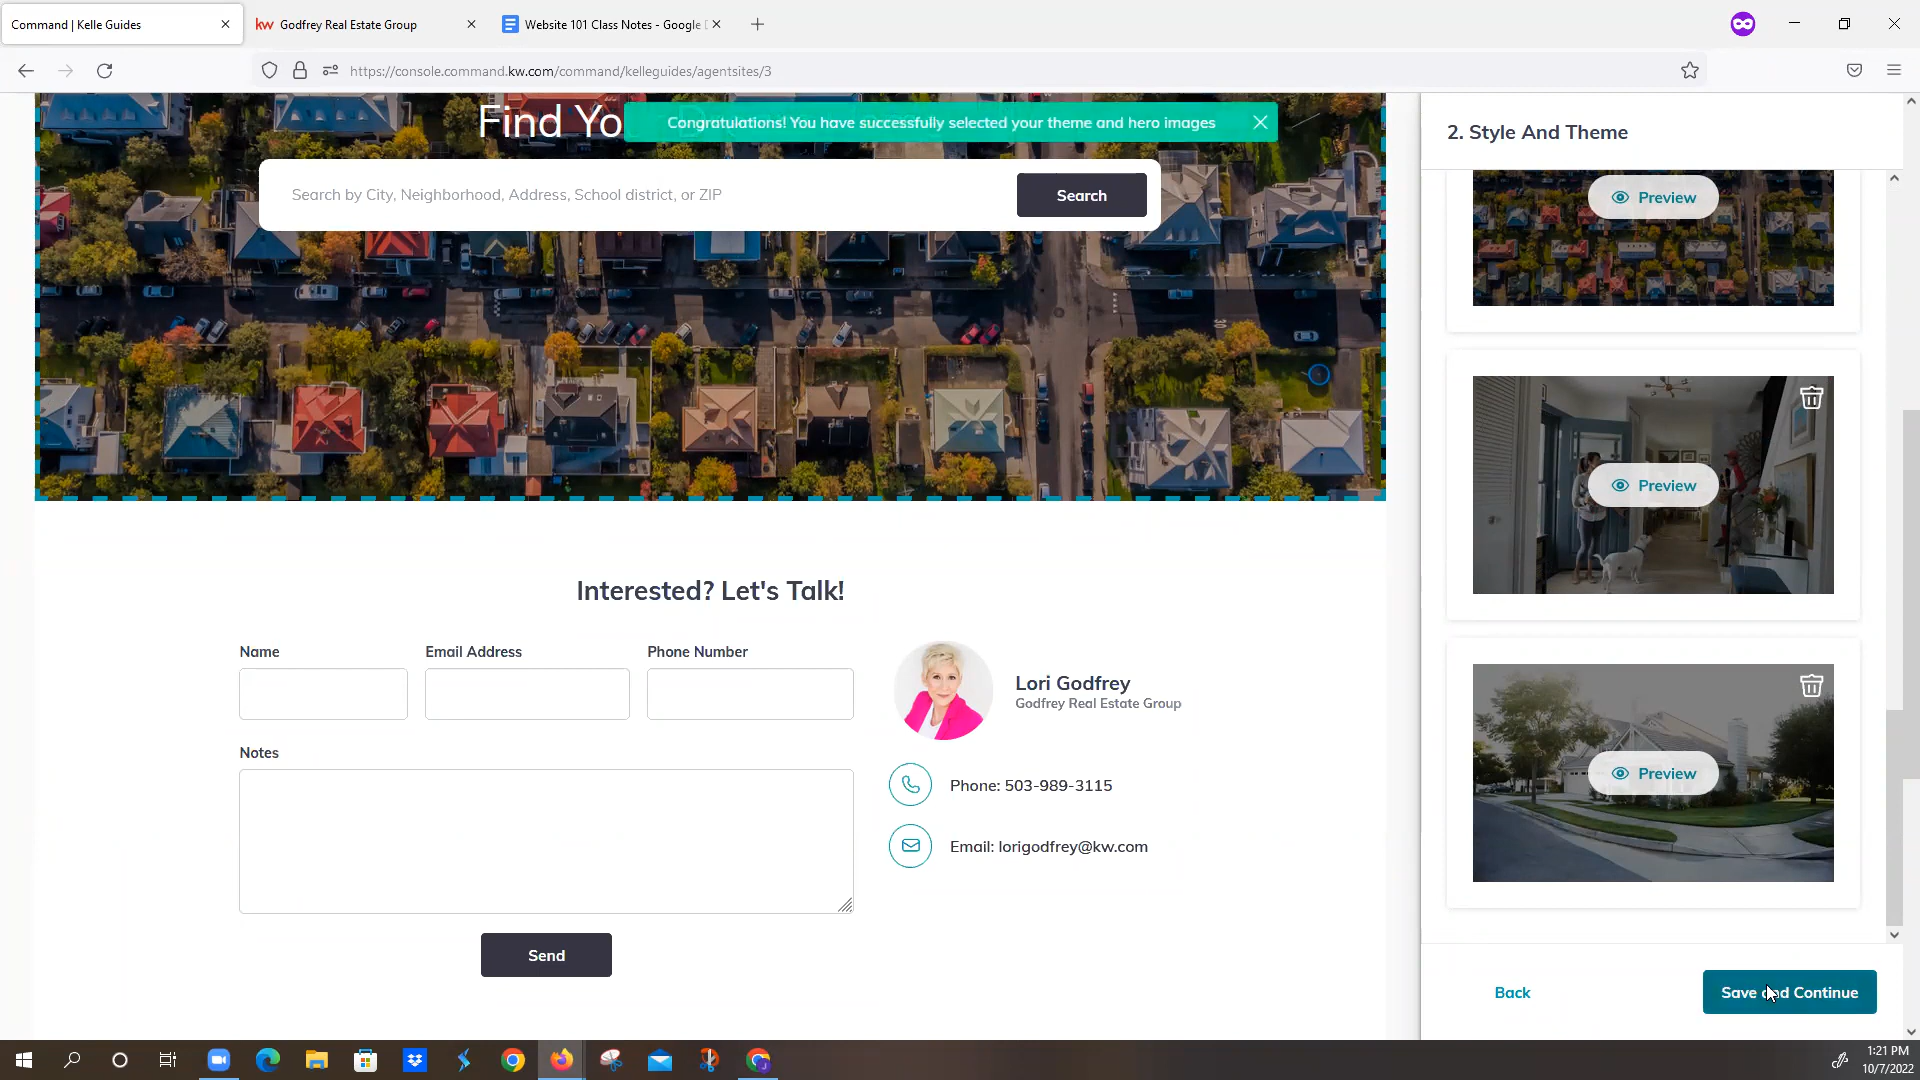 Command | Kelle Guides
kw Godfrey Real Estate Group
Website 101 Class Notes - Google
https://console.command.kw.com/command/kelleguides/agentsites/3
Find Yo
Congratulations! You have successfully selected your theme and hero images
Search by City, Neighborhood, Address, School district, or ZIP
Search
Interested? Let's Talk!
Name
Email Address
Phone Number
Notes
Send
Lori Godfrey
Godfrey Real Estate Group
Phone: 503-989-3115
Email: lorigodfrey@kw.com
2. Style And Theme
Preview
Preview
Preview
Back
Save and Continue
1:21 PM
10/7/2022